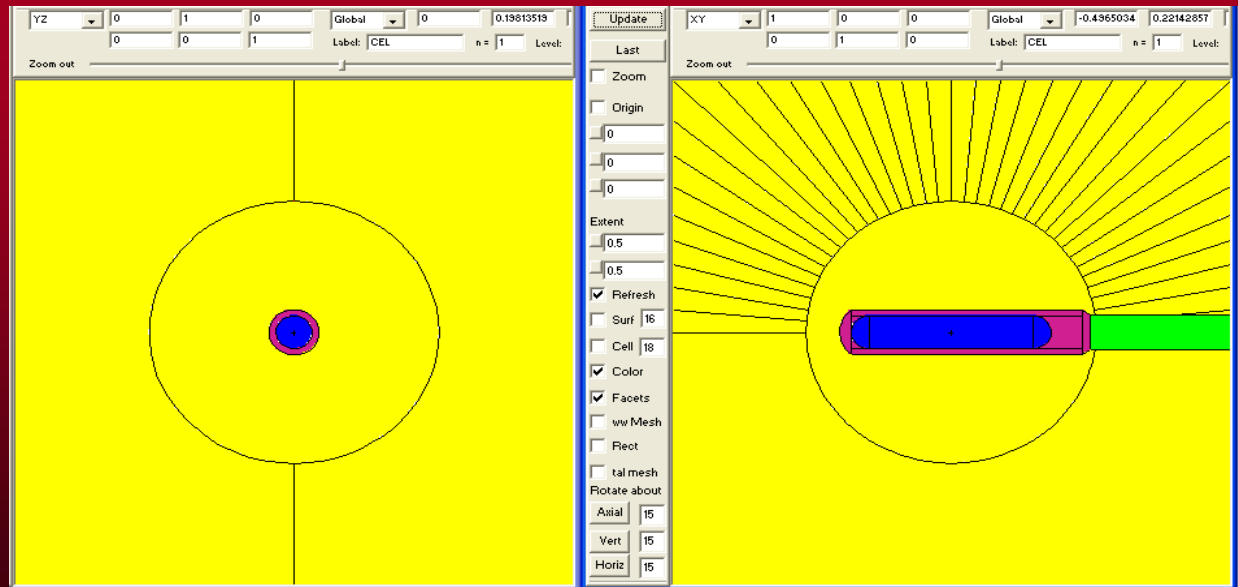 YZ 0 1 0 Global 0 0.19813519
0 0 1 Label: CEL n = 1 Level:
Zoom out
Update
Last
Zoom
Origin
0
0
0
Extent
0.5
0.5
Refresh
Surf 16
Cell 18
Color
Facets
ww Mesh
Rect
tal mesh
Rotate about
Axial 15
Vert 15
Horiz 15
XY 1 0 0 Global -0.4965034 0.22142857
0 1 0 Label: CEL n = 1 Level:
Zoom out